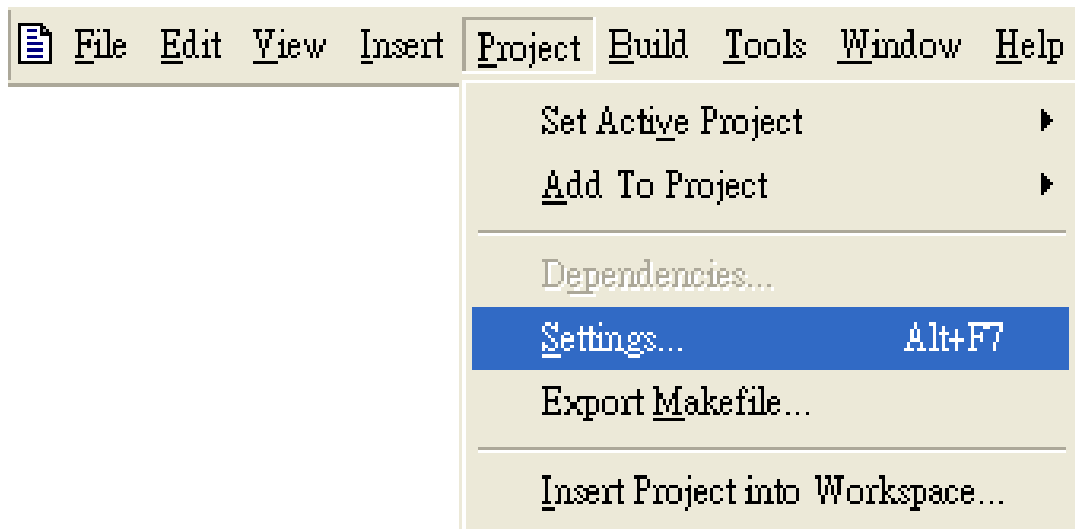 File Edit View Insert Project Build Tools Window Help
Set Active Project
Add To Project
Dependencies...
Settings... Alt+F7
Export Makefile...
Insert Project into Workspace...